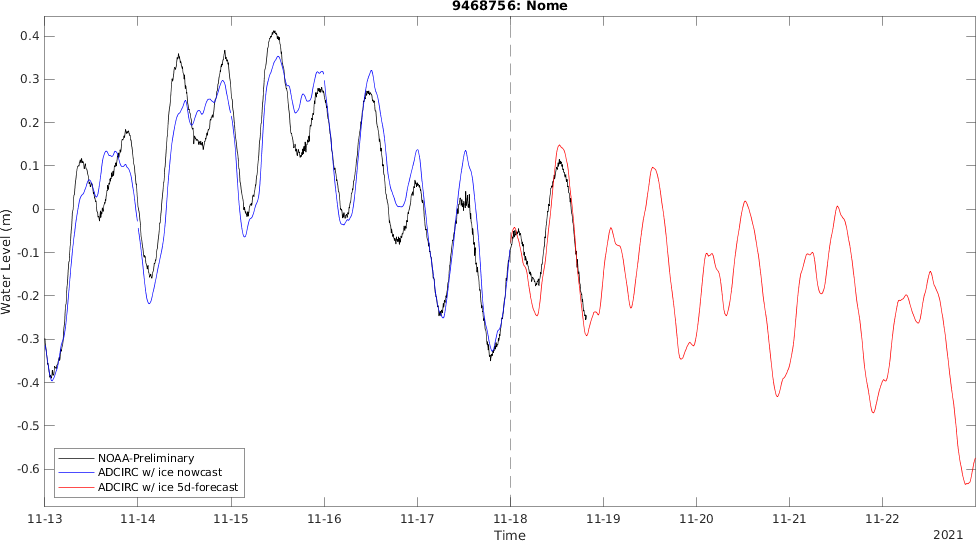 9468756: Nome
Water Level (m)
0.4
0.3
0.2
0.1
0
-0.1
-0.2
-0.3
-0.4
-0.5
-0.6
NOAA-Preliminary
ADCIRC w/ ice nowcast
ADCIRC w/ ice 5d-forecast
11-13 11-14 11-15 11-16 11-17 11-18 11-19 11-20 11-21 11-22
Time
2021